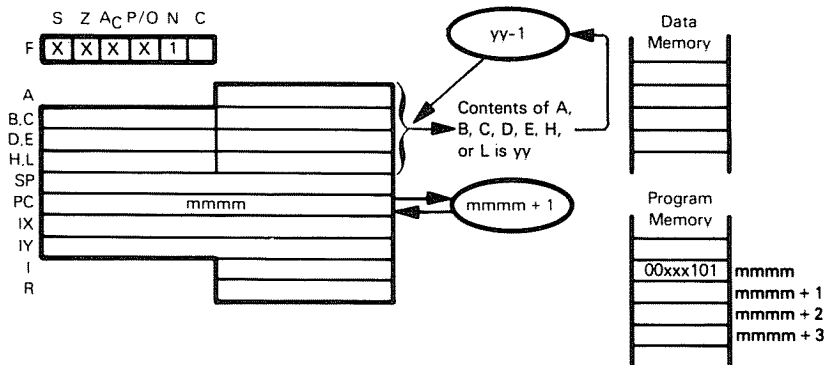 S Z AC P/O N C
F X X X X 1
A
B,C
D,E
H,L
SP
PC mmmm
IX
IY
I
R
yy-1
Contents of A,
B, C, D, E, H,
or L is yy
mmmm + 1
Data
Memory
Program
Memory
00xxx101 mmmm
mmmm + 1
mmmm + 2
mmmm + 3